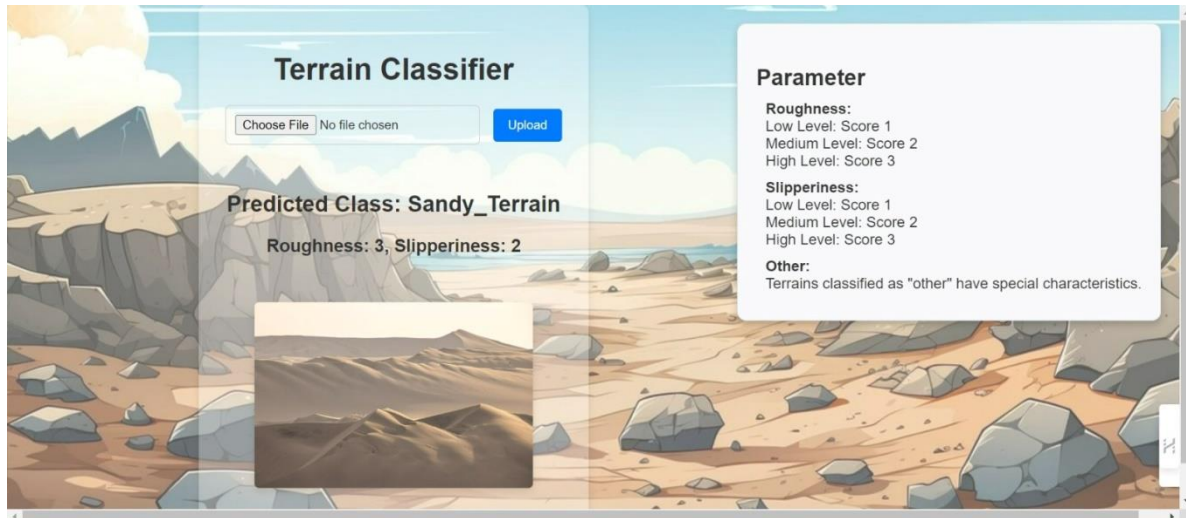 Terrain Classifier
Choose File No file chosen
Upload
Predicted Class: Sandy_Terrain
Roughness: 3, Slipperiness: 2
Parameter
Roughness:
Low Level: Score 1
Medium Level: Score 2
High Level: Score 3
Slipperiness:
Low Level: Score 1
Medium Level: Score 2
High Level: Score 3
Other:
Terrains classified as "other" have special characteristics.